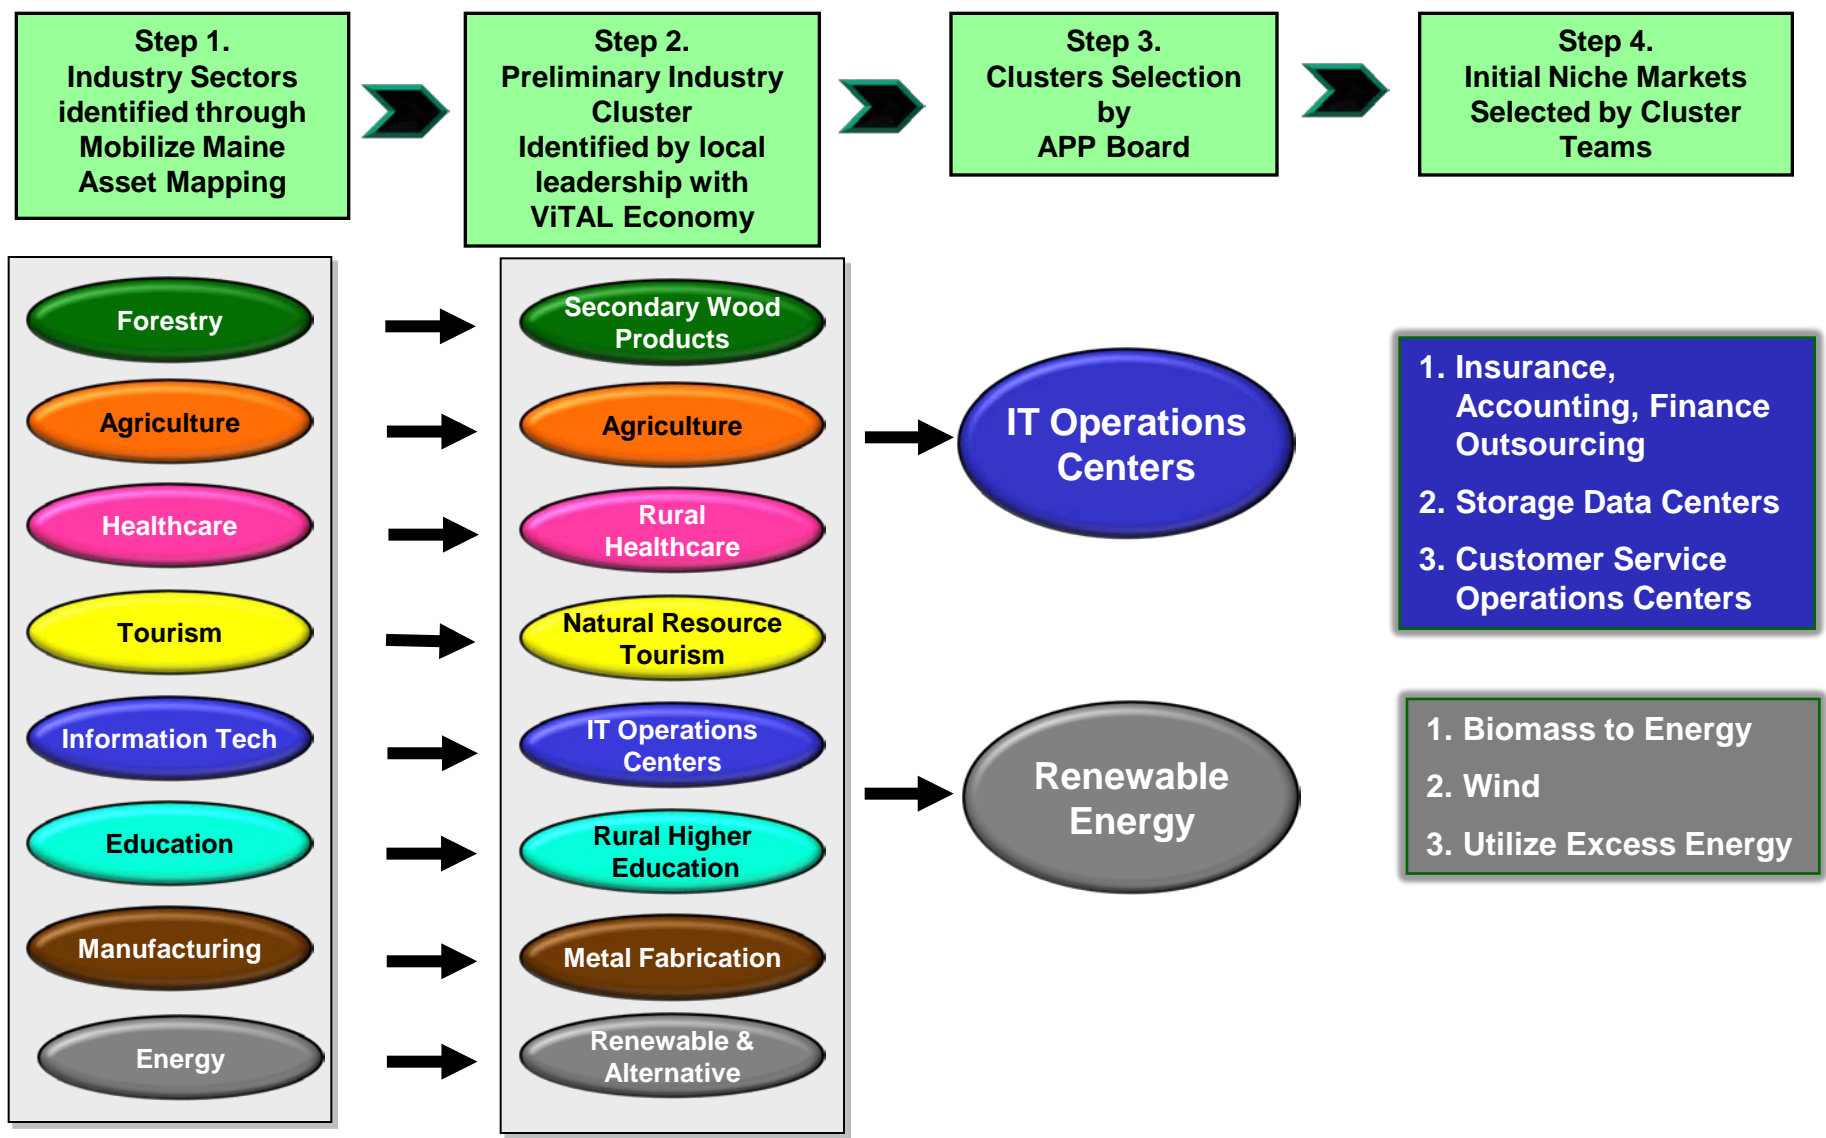 Step 1.
Industry Sectors
identified through
Mobilize Maine
Asset Mapping
Step 2.
Preliminary Industry
Cluster
Identified by local
leadership with
ViTAL Economy
Step 3.
Clusters Selection
by
APP Board
Step 4.
Initial Niche Markets
Selected by Cluster
Teams
Forestry
Agriculture
Healthcare
Tourism
Information Tech
Education
Manufacturing
Energy
Secondary Wood
Products
Agriculture
Rural
Healthcare
Natural Resource
Tourism
IT Operations
Centers
Rural Higher
Education
Metal Fabrication
Renewable &
Alternative
IT Operations
Centers
Renewable
Energy
1. Insurance,
Accounting, Finance
Outsourcing
2. Storage Data Centers
3. Customer Service
Operations Centers
1. Biomass to Energy
2. Wind
3. Utilize Excess Energy